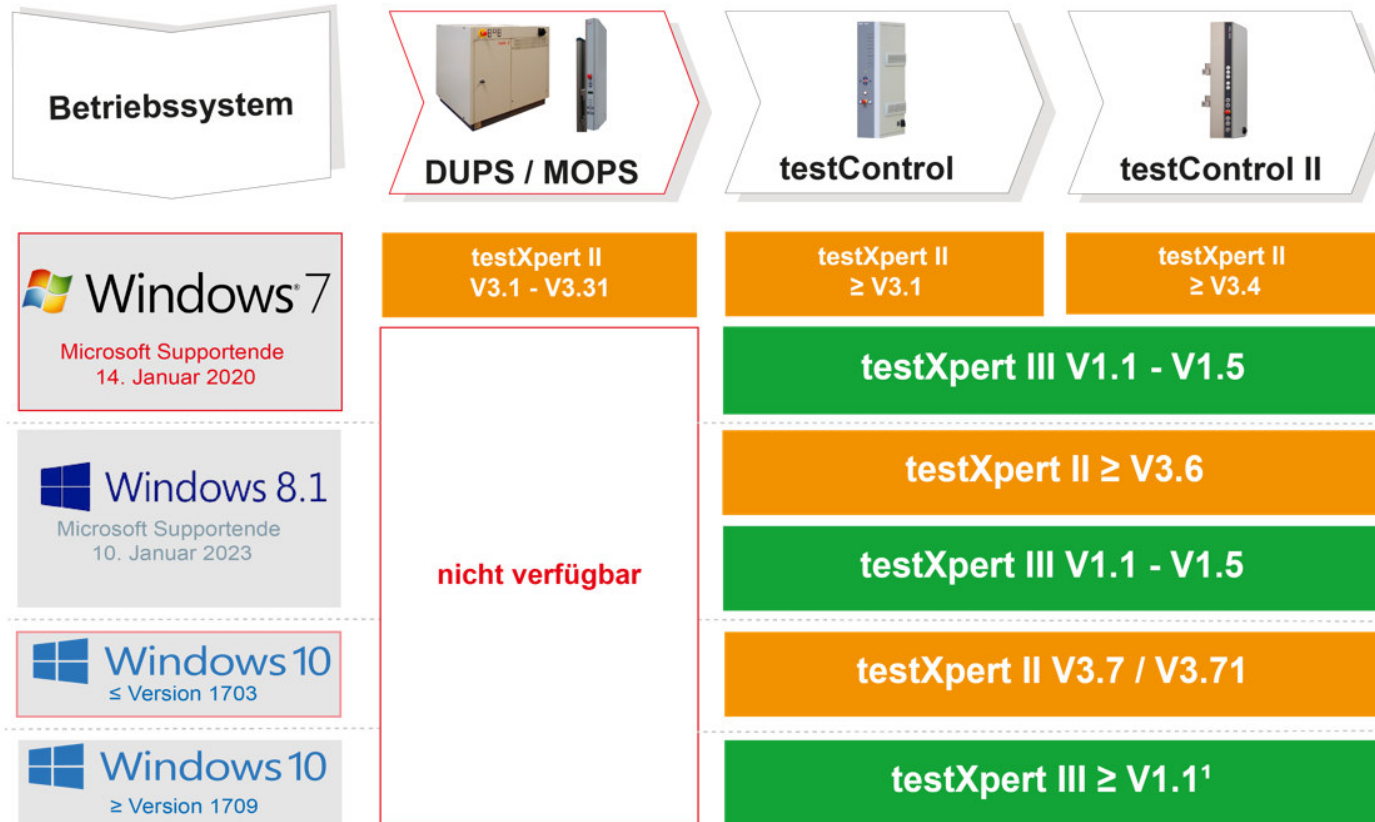 Betriebssystem
DUPS / MOPS
testControl
testControl II
Windows 7
Microsoft Supportende
14. Januar 2020
testXpert II
V3.1 - V3.31
testXpert II
≥ V3.1
testXpert II
≥ V3.4
testXpert III V1.1 - V1.5
Windows 8.1
Microsoft Supportende
10. Januar 2023
nicht verfügbar
testXpert II ≥ V3.6
testXpert III V1.1 - V1.5
Windows 10
≤ Version 1703
testXpert II V3.7 / V3.71
Windows 10
≥ Version 1709
testXpert III ≥ V1.1¹